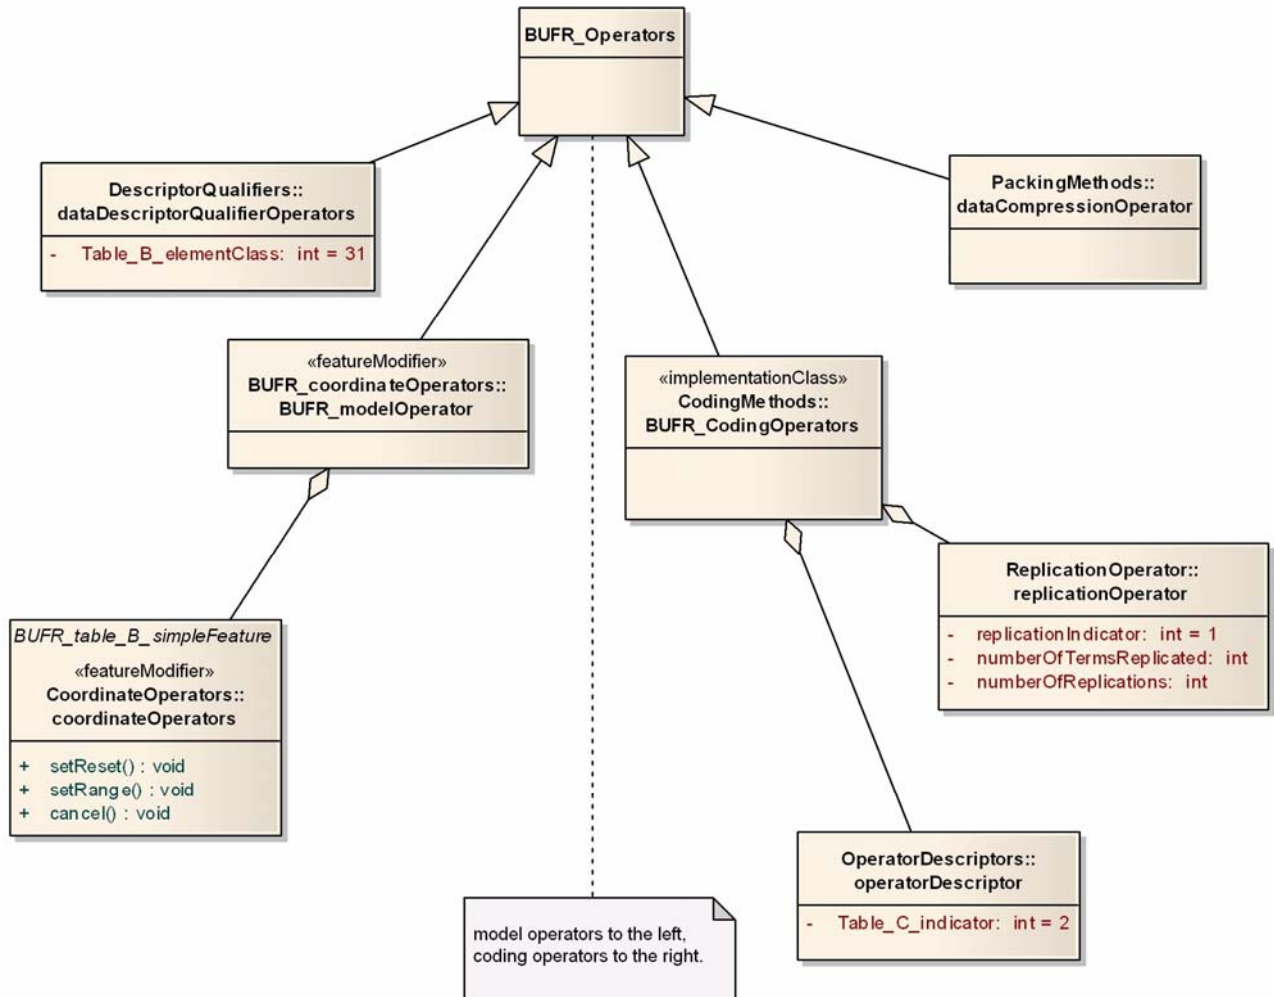 BUFR_Operators
DescriptorQualifiers::
dataDescriptorQualifierOperators
- Table_B_elementClass: int = 31
PackingMethods::
dataCompressionOperator
«featureModifier»
BUFR_coordinateOperators::
BUFR_modelOperator
«implementationClass»
CodingMethods::
BUFR_CodingOperators
ReplicationOperator::
replicationOperator
- replicationIndicator: int = 1
- numberOfTermsReplicated: int
- numberOfReplications: int
BUFR_table_B_simpleFeature
«featureModifier»
CoordinateOperators::
coordinateOperators
+ setReset() : void
+ setRange() : void
+ cancel() : void
OperatorDescriptors::
operatorDescriptor
- Table_C_indicator: int = 2
model operators to the left,
coding operators to the right.